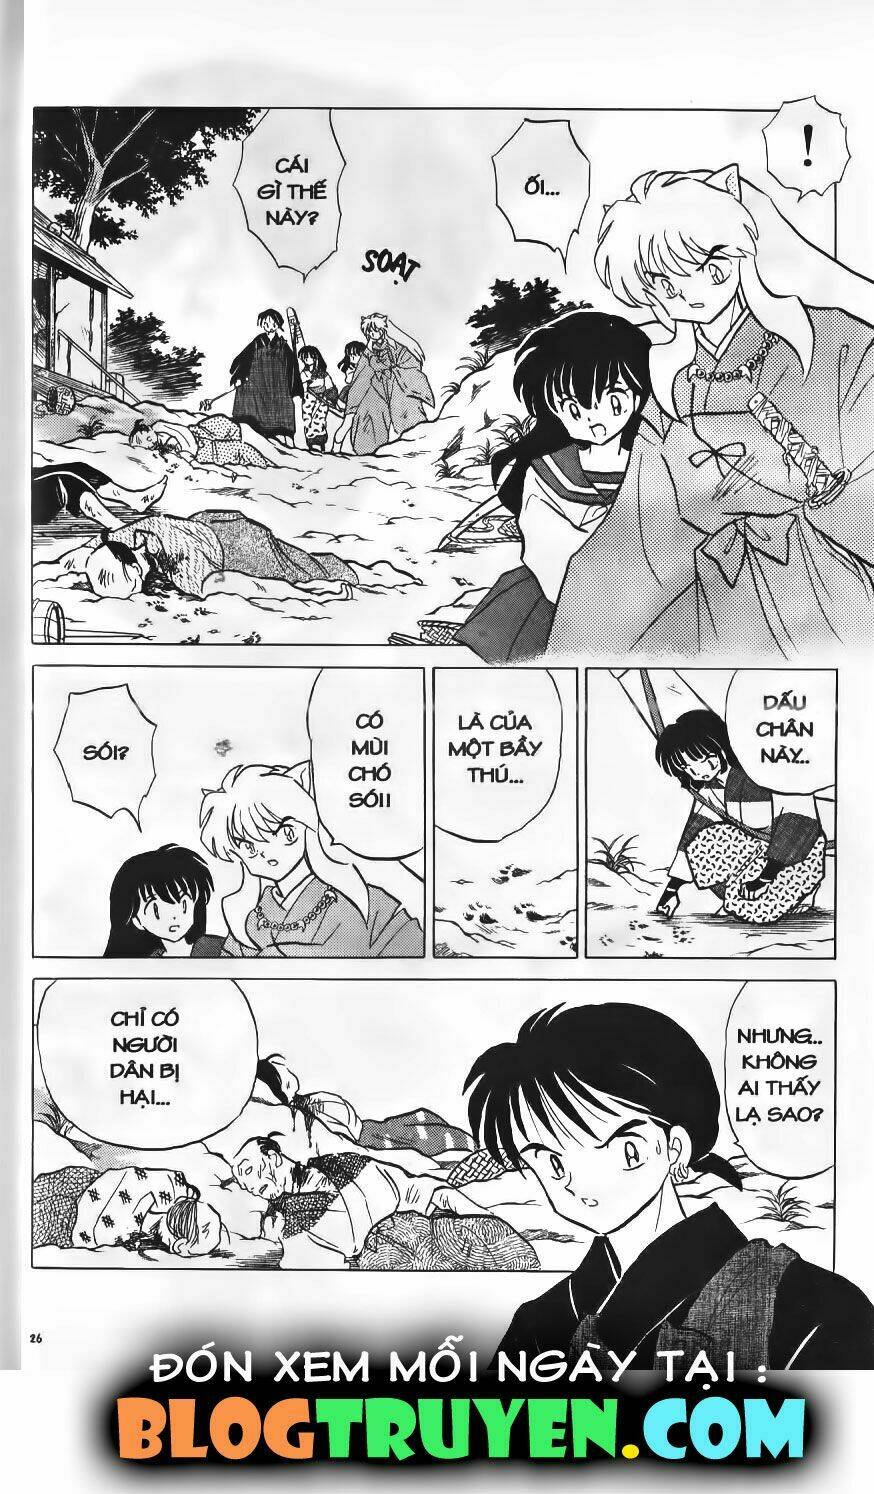 !
ỐI...
CÁI
GÌ THẾ
NÀY?
SOẠT
DẤU
CHÂN
NÀY...
LÀ CỦA
MỘT BẦY
THÚ...
CÓ
MÙI
CHÓ
SÓI!
SÓI?
NHƯNG...
KHÔNG
AI THẤY
LẠ SAO?
CHỈ CÓ
NGƯỜI
DÂN BỊ
HẠI...
26
ĐÓN XEM MỖI NGÀY TẠI :
BLOGTRUYEN.COM